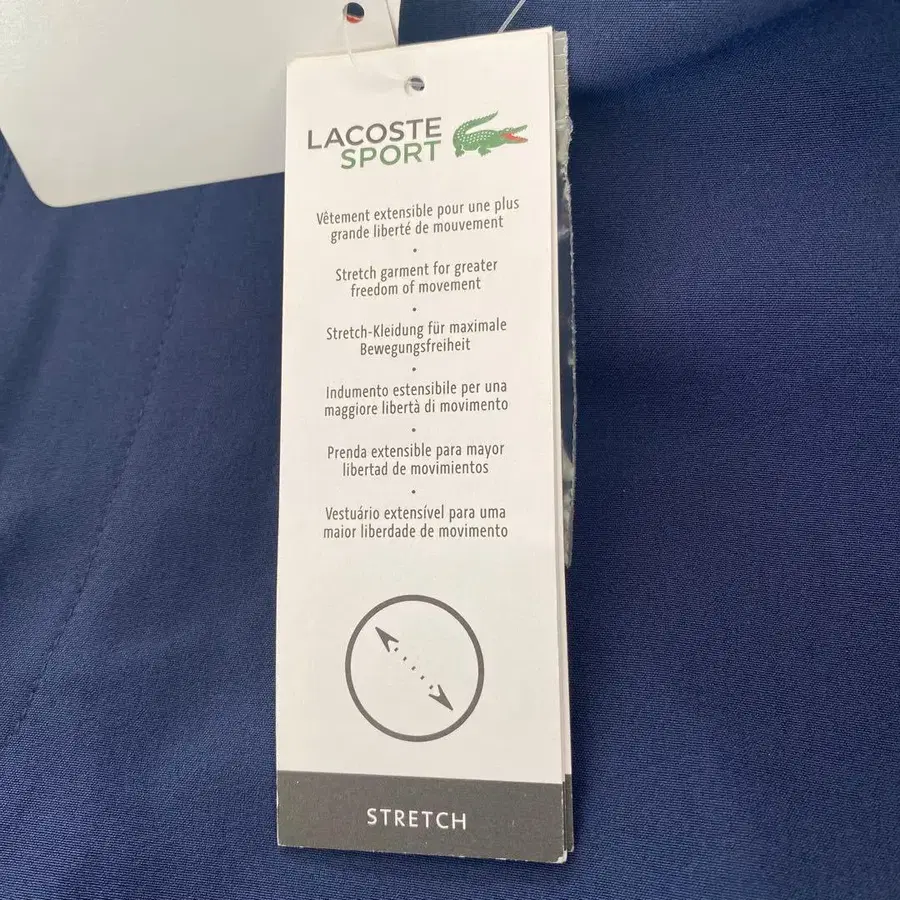 LACOSTE
SPORT
Vêtement extensible pour une plus
grande liberté de mouvement
•
Stretch garment for greater
freedom of movement
•
Stretch-Kleidung für maximale
Bewegungsfreiheit
•
Indumento estensibile per una
maggiore libertà di movimento
•
Prenda extensible para mayor
libertad de movimientos
•
Vestuário extensível para uma
maior liberdade de movimento
STRETCH